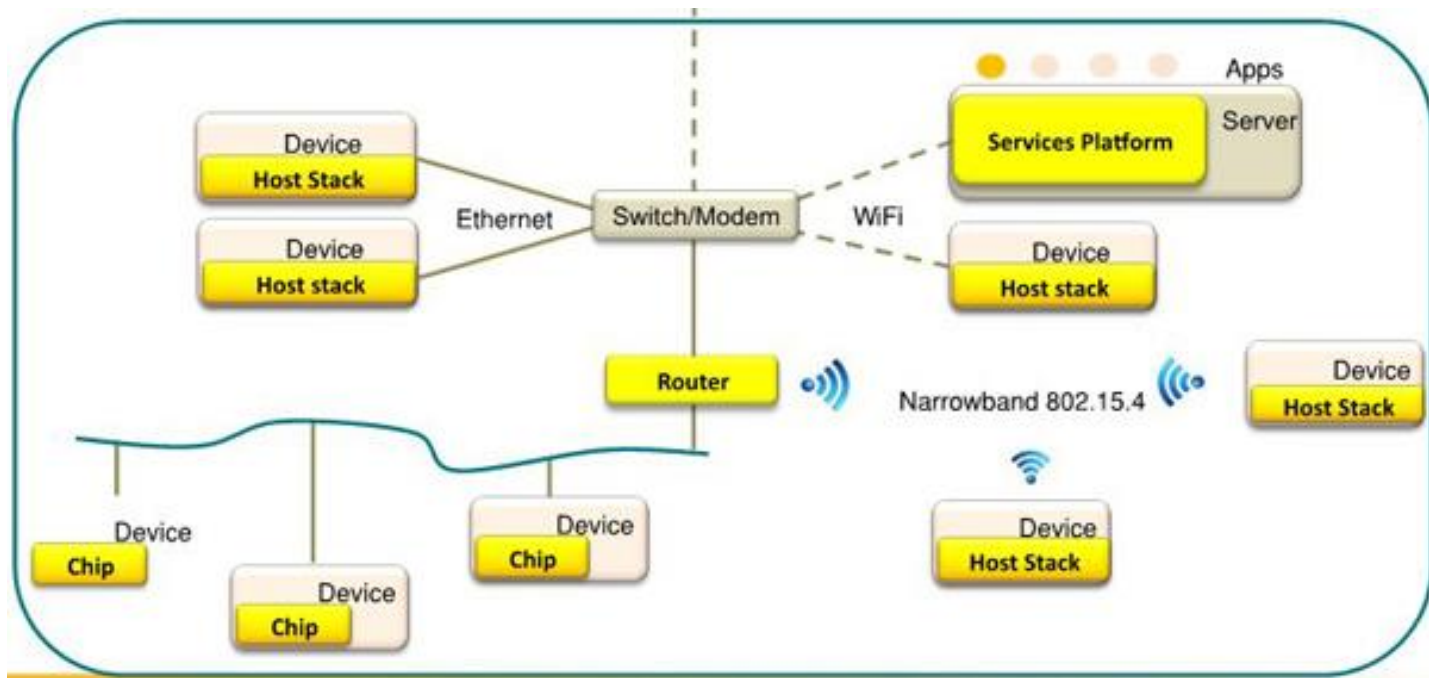 Apps
Server
Services Platform
Device
Host Stack
Ethernet
Switch/Modem
WiFi
Device
Host stack
Device
Host stack
Router
Narrowband 802.15.4
Device
Host Stack
Device
Chip
Device
Chip
Device
Chip
Device
Host Stack